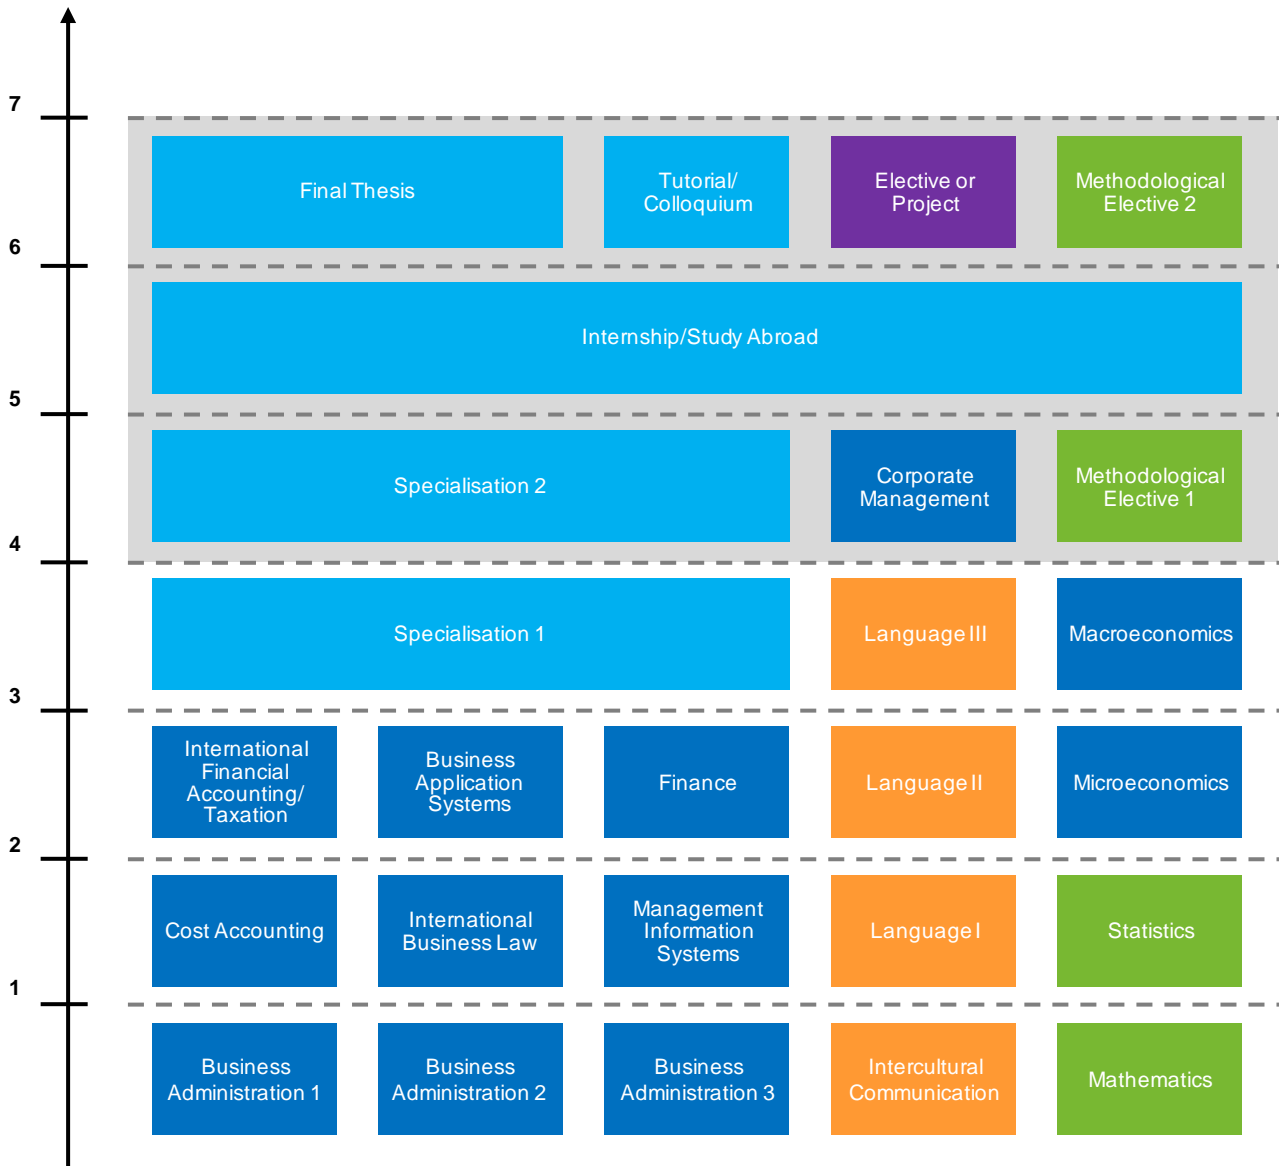 7
Final Thesis
Tutorial/
Colloquium
Elective or
Project
Methodological
Elective 2
6
Internship/Study Abroad
5
Specialisation 2
Corporate
Management
Methodological
Elective 1
4
Specialisation 1
Language III
Macroeconomics
3
International
Financial
Accounting/
Taxation
Business
Application
Systems
Finance
Language II
Microeconomics
2
Cost Accounting
International
Business Law
Management
Information
Systems
Language I
Statistics
1
Business
Administration 1
Business
Administration 2
Business
Administration 3
Intercultural
Communication
Mathematics